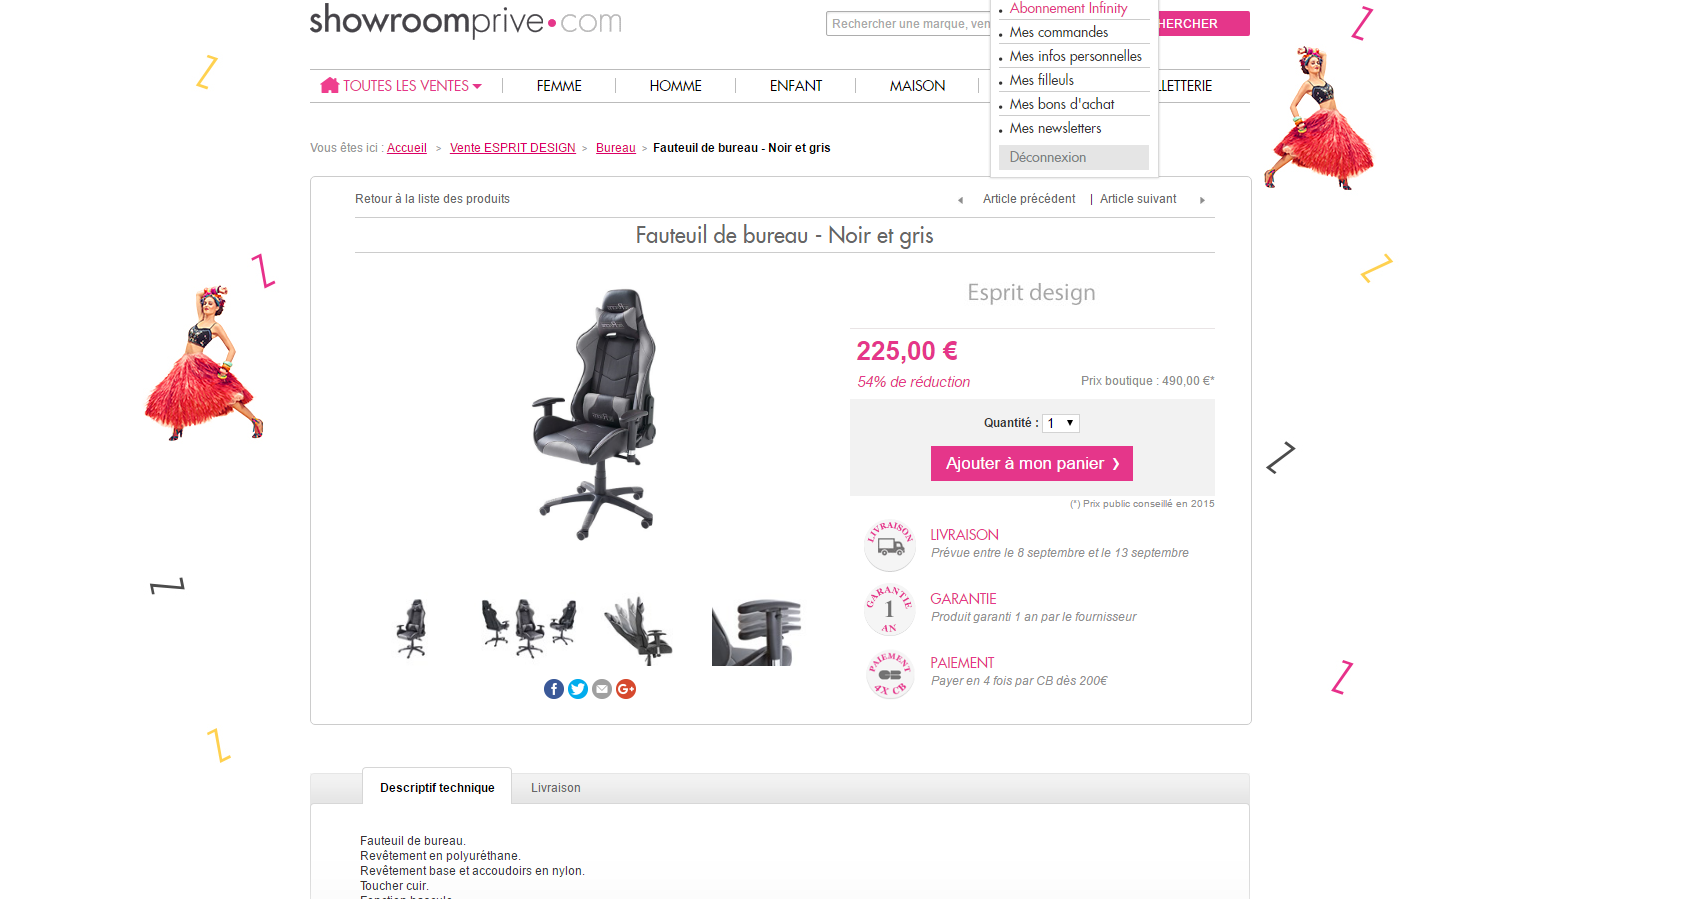 showroomprive.com
Rechercher une marque, ven
HERCHER
Abonnement Infinity
Mes commandes
Mes infos personnelles
Mes filleuls
Mes bons d'achat
Mes newsletters
Déconnexion
TOUTES LES VENTES
FEMME
HOMME
ENFANT
MAISON
LLETTERIE
Vous êtes ici : Accueil > Vente ESPRIT DESIGN > Bureau > Fauteuil de bureau - Noir et gris
Retour à la liste des produits
Article précédent | Article suivant
Fauteuil de bureau - Noir et gris
Esprit design
225,00 €
54% de réduction
Prix boutique : 490,00 €*
Quantité : 1
Ajouter à mon panier
(*) Prix public conseillé en 2015
LIVRAISON
LIVRAISON
Prévue entre le 8 septembre et le 13 septembre
GARANTIE 1 AN
GARANTIE
Produit garanti 1 an par le fournisseur
PAIEMENT 4X CB
PAIEMENT
Payer en 4 fois par CB dès 200€
Descriptif technique
Livraison
Fauteuil de bureau.
Revêtement en polyuréthane.
Revêtement base et accoudoirs en nylon.
Toucher cuir.